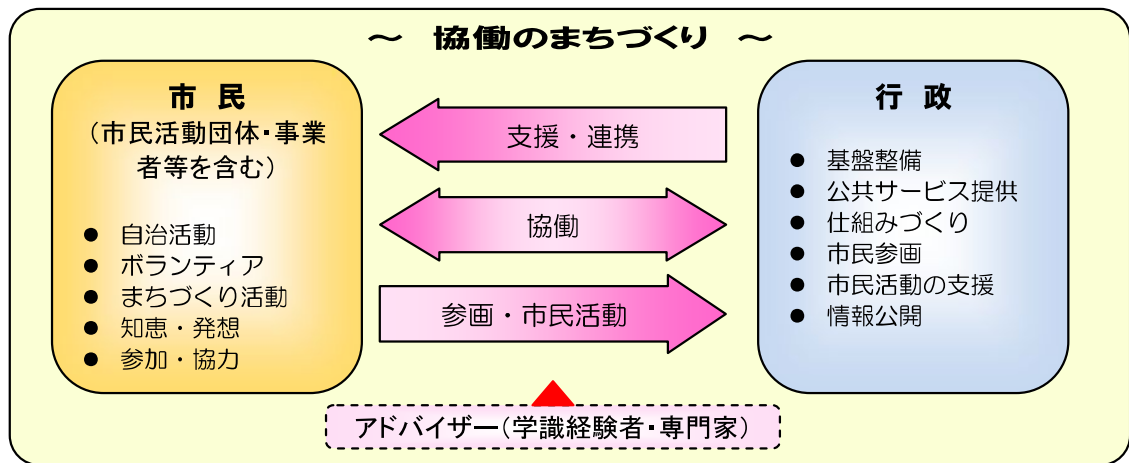 ～ 協働のまちづくり ～
市 民
（市民活動団体・事業
者等を含む）
● 自治活動
● ボランティア
● まちづくり活動
● 知恵・発想
● 参加・協力
支援・連携
協働
参画・市民活動
行 政
● 基盤整備
● 公共サービス提供
● 仕組みづくり
● 市民参画
● 市民活動の支援
● 情報公開
アドバイザー（学識経験者・専門家）